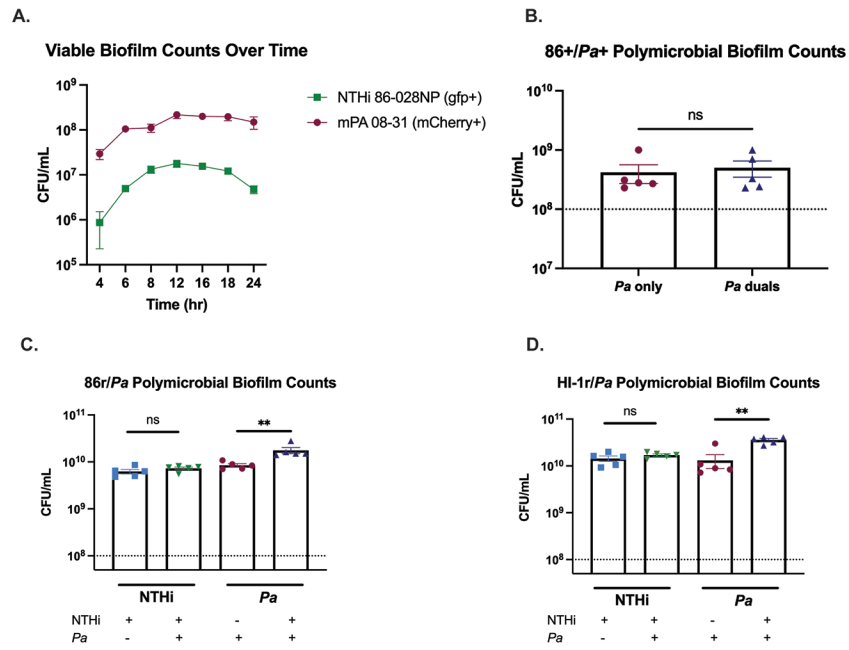 A.
Viable Biofilm Counts Over Time
CFU/mL
10⁹
10⁸
10⁷
10⁶
10⁵
4 6 8 12 16 18 24
Time (hr)
NTHi 86-028NP (gfp+)
mPA 08-31 (mCherry+)
B.
86+/Pa+ Polymicrobial Biofilm Counts
CFU/mL
10¹⁰
10⁹
10⁸
10⁷
ns
Pa only Pa duals
C.
86r/Pa Polymicrobial Biofilm Counts
CFU/mL
10¹¹
10¹⁰
10⁹
10⁸
ns **
NTHi Pa
NTHi + + - +
Pa - + + +
D.
HI-1r/Pa Polymicrobial Biofilm Counts
CFU/mL
10¹¹
10¹⁰
10⁹
10⁸
ns **
NTHi Pa
NTHi + + - +
Pa - + + +